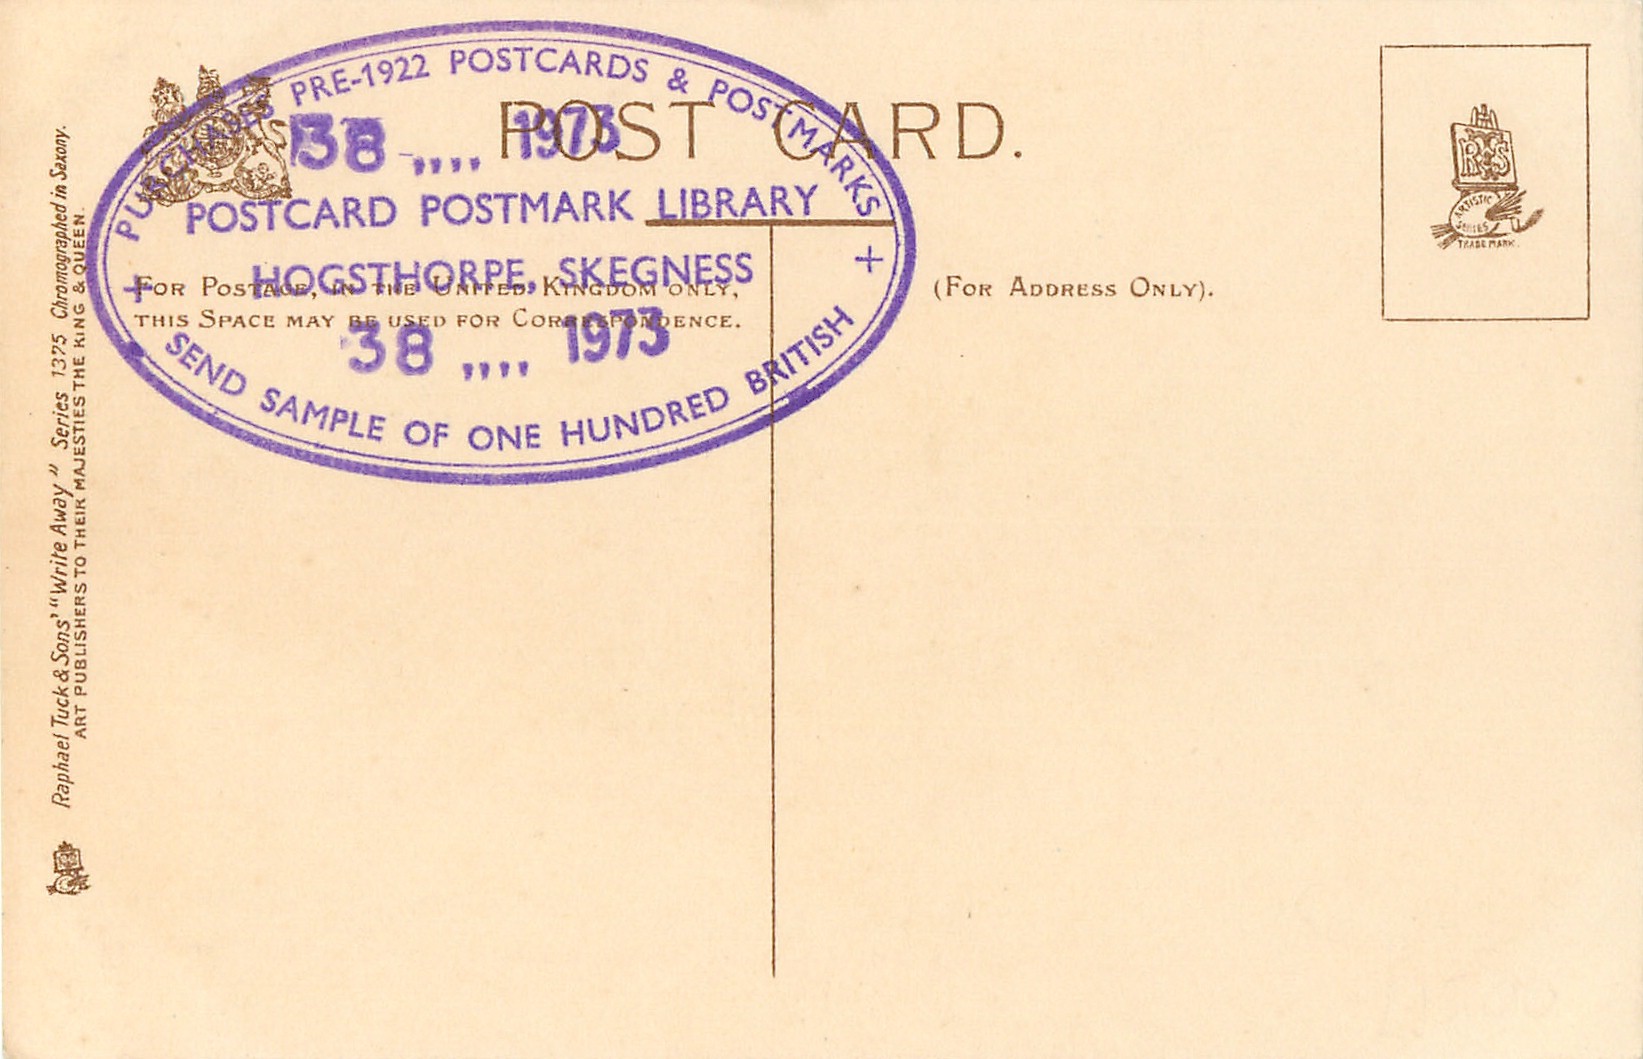 PURCHASES PRE-1922 POSTCARDS & POSTMARKS
38 ,,,, 1973
POSTCARD POSTMARK LIBRARY
HOGSTHORPE, SKEGNESS
38 ,,,, 1973
SEND SAMPLE OF ONE HUNDRED BRITISH
POST CARD.
FOR POSTAGE, IN THE UNITED KINGDOM ONLY,
THIS SPACE MAY BE USED FOR CORRESPONDENCE.
(FOR ADDRESS ONLY).
R T S
ARTISTIC
SERIES
TRADE MARK.
Raphael Tuck & Sons' "Write Away" Series 1375 Chromographed in Saxony.
ART PUBLISHERS TO THEIR MAJESTIES THE KING & QUEEN.